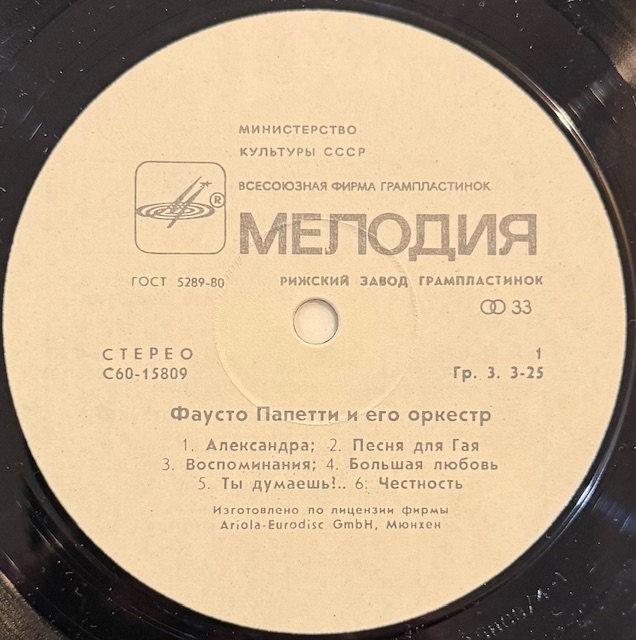 МИНИСТЕРСТВО
КУЛЬТУРЫ СССР
ВСЕСОЮЗНАЯ ФИРМА ГРАМПЛАСТИНОК
®
МЕЛОДИЯ
ГОСТ 5289-80 РИЖСКИЙ ЗАВОД ГРАМПЛАСТИНОК
33
СТЕРЕО 1
С60-15809 Гр. 3. 3-25
Фаусто Папетти и его оркестр
1. Александра; 2. Песня для Гая
3. Воспоминания; 4. Большая любовь
5. Ты думаешь!.. 6: Честность
Изготовлено по лицензии фирмы
Ariola-Eurodisc GmbH, Мюнхен